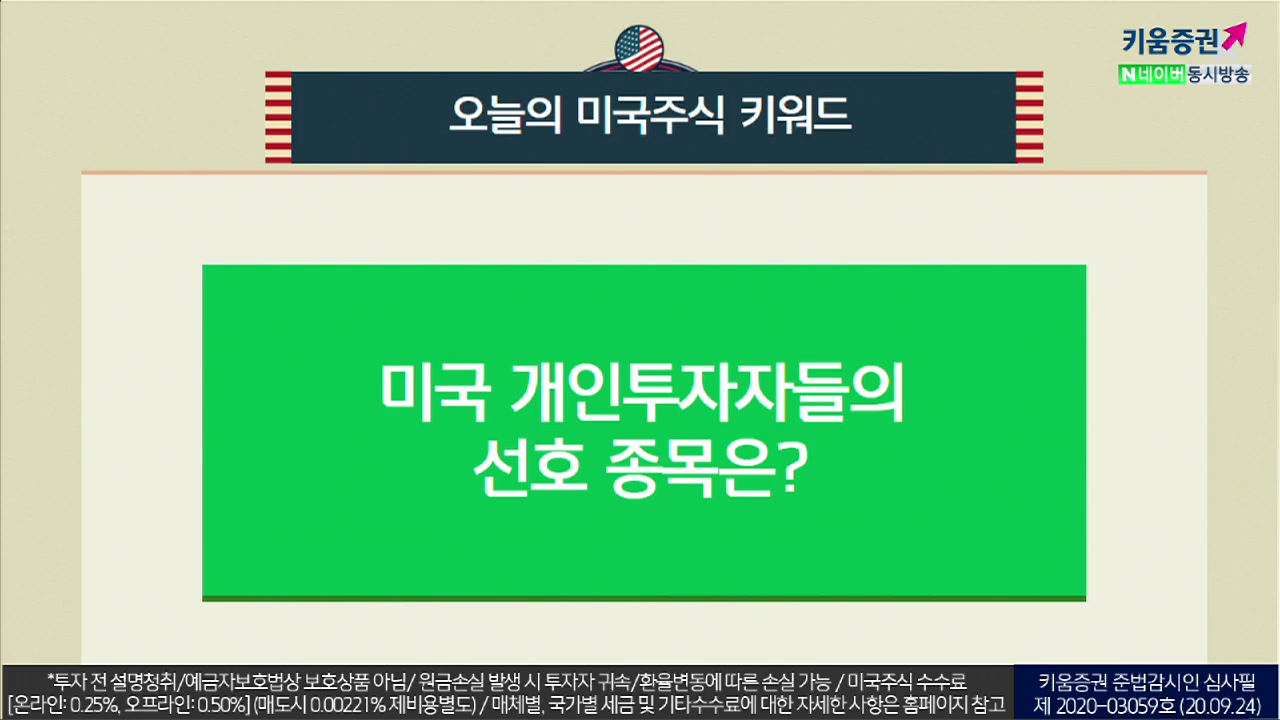 키움증권
N 네이버 동시방송
오늘의 미국주식 키워드
미국 개인투자자들의
선호 종목은?
*투자 전 설명청취/예금자보호법상 보호상품 아님/ 원금손실 발생 시 투자자 귀속/환율변동에 따른 손실 가능 / 미국주식 수수료
[온라인: 0.25%, 오프라인: 0.50%] (매도시 0.00221% 제비용별도) / 매체별, 국가별 세금 및 기타수수료에 대한 자세한 사항은 홈페이지 참고
키움증권 준법감시인 심사필
제 2020-03059호 (20.09.24)